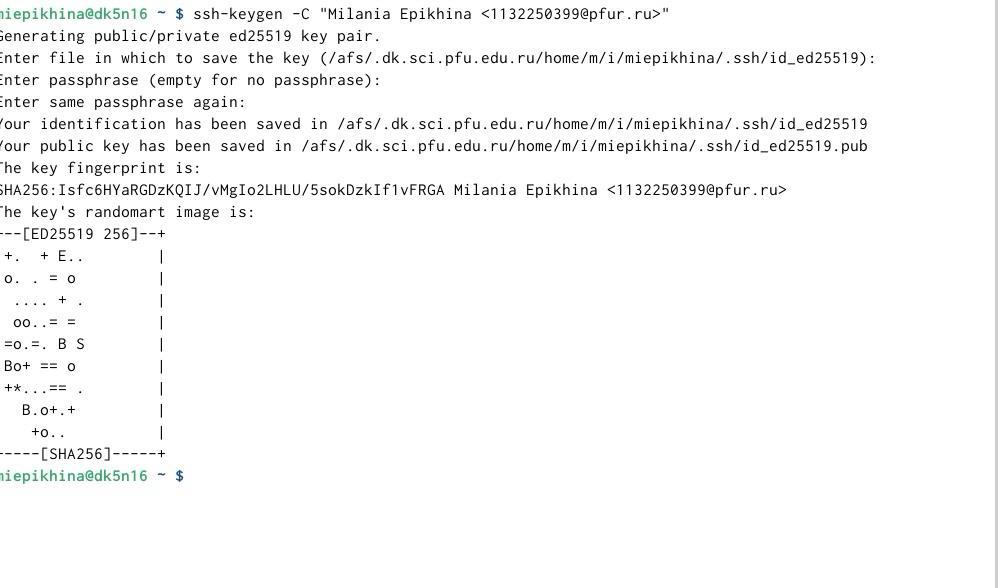 miepikhina@dk5n16 ~ $ ssh-keygen -C "Milania Epikhina <1132250399@pfur.ru>"
Generating public/private ed25519 key pair.
Enter file in which to save the key (/afs/.dk.sci.pfu.edu.ru/home/m/i/miepikhina/.ssh/id_ed25519):
Enter passphrase (empty for no passphrase):
Enter same passphrase again:
Your identification has been saved in /afs/.dk.sci.pfu.edu.ru/home/m/i/miepikhina/.ssh/id_ed25519
Your public key has been saved in /afs/.dk.sci.pfu.edu.ru/home/m/i/miepikhina/.ssh/id_ed25519.pub
The key fingerprint is:
SHA256:Isfc6HYaRGDzKQIJ/vMgIo2LHLU/5sokDzkIf1vFRGA Milania Epikhina <1132250399@pfur.ru>
The key's randomart image is:
---[ED25519 256]--+
 +.  + E..        |
 o. . = o         |
  .... + .        |
  oo..= =         |
 =o.=. B S        |
 Bo+ == o         |
 +*...== .        |
   B.o+.+         |
    +o..          |
-----[SHA256]-----+
miepikhina@dk5n16 ~ $